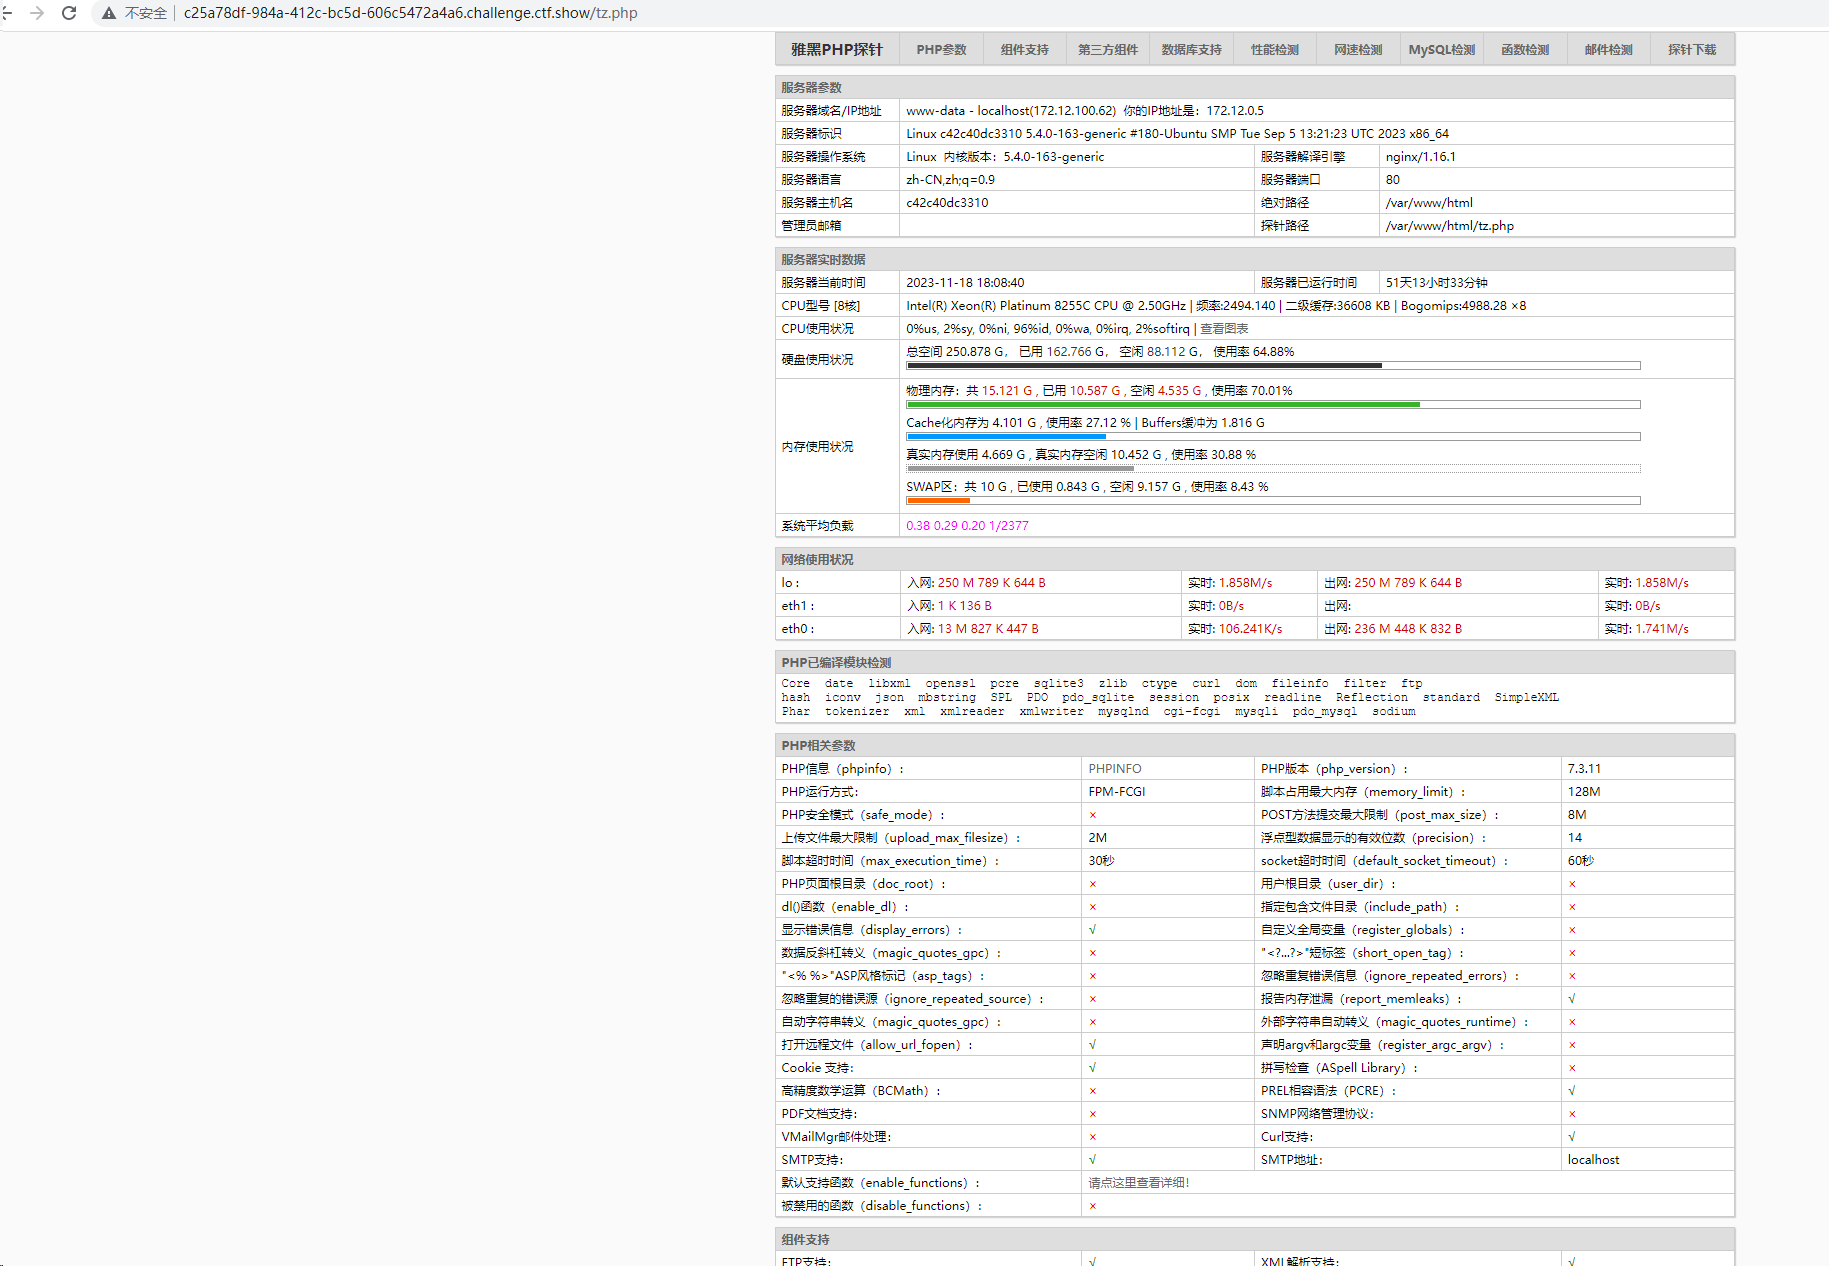 不安全 c25a78df-984a-412c-bc5d-606c5472a4a6.challenge.ctf.show/tz.php
雅黑PHP探针 PHP参数 组件支持 第三方组件 数据库支持 性能检测 网速检测 MySQL检测 函数检测 邮件检测 探针下载
服务器参数
服务器域名/IP地址 www-data - localhost(172.12.100.62) 你的IP地址是：172.12.0.5
服务器标识 Linux c42c40dc3310 5.4.0-163-generic #180-Ubuntu SMP Tue Sep 5 13:21:23 UTC 2023 x86_64
服务器操作系统 Linux 内核版本：5.4.0-163-generic 服务器解译引擎 nginx/1.16.1
服务器语言 zh-CN,zh;q=0.9 服务器端口 80
服务器主机名 c42c40dc3310 绝对路径 /var/www/html
管理员邮箱 探针路径 /var/www/html/tz.php
服务器实时数据
服务器当前时间 2023-11-18 18:08:40 服务器已运行时间 51天13小时33分钟
CPU型号 [8核] Intel(R) Xeon(R) Platinum 8255C CPU @ 2.50GHz | 频率:2494.140 | 二级缓存:36608 KB | Bogomips:4988.28 ×8
CPU使用状况 0%us, 2%sy, 0%ni, 96%id, 0%wa, 0%irq, 2%softirq | 查看图表
硬盘使用状况 总空间 250.878 G， 已用 162.766 G， 空闲 88.112 G， 使用率 64.88%
内存使用状况 物理内存：共 15.121 G , 已用 10.587 G , 空闲 4.535 G , 使用率 70.01%
Cache化内存为 4.101 G , 使用率 27.12 % | Buffers缓冲为 1.816 G
真实内存使用 4.669 G , 真实内存空闲 10.452 G , 使用率 30.88 %
SWAP区：共 10 G , 已使用 0.843 G , 空闲 9.157 G , 使用率 8.43 %
系统平均负载 0.38 0.29 0.20 1/2377
网络使用状况
lo : 入网: 250 M 789 K 644 B 实时: 1.858M/s 出网: 250 M 789 K 644 B 实时: 1.858M/s
eth1 : 入网: 1 K 136 B 实时: 0B/s 出网: 实时: 0B/s
eth0 : 入网: 13 M 827 K 447 B 实时: 106.241K/s 出网: 236 M 448 K 832 B 实时: 1.741M/s
PHP已编译模块检测
Core date libxml openssl pcre sqlite3 zlib ctype curl dom fileinfo filter ftp
hash iconv json mbstring SPL PDO pdo_sqlite session posix readline Reflection standard SimpleXML
Phar tokenizer xml xmlreader xmlwriter mysqlnd cgi-fcgi mysqli pdo_mysql sodium
PHP相关参数
PHP信息（phpinfo）： PHPINFO PHP版本（php_version）： 7.3.11
PHP运行方式： FPM-FCGI 脚本占用最大内存（memory_limit）： 128M
PHP安全模式（safe_mode）： × POST方法提交最大限制（post_max_size）： 8M
上传文件最大限制（upload_max_filesize）： 2M 浮点型数据显示的有效位数（precision）： 14
脚本超时时间（max_execution_time）： 30秒 socket超时时间（default_socket_timeout）： 60秒
PHP页面根目录（doc_root）： × 用户根目录（user_dir）： ×
dl()函数（enable_dl）： × 指定包含文件目录（include_path）： ×
显示错误信息（display_errors）： √ 自定义全局变量（register_globals）： ×
数据反斜杠转义（magic_quotes_gpc）： × "<?...?>"短标签（short_open_tag）： ×
"<% %>"ASP风格标记（asp_tags）： × 忽略重复错误信息（ignore_repeated_errors）： ×
忽略重复的错误源（ignore_repeated_source）： × 报告内存泄漏（report_memleaks）： √
自动字符串转义（magic_quotes_gpc）： × 外部字符串自动转义（magic_quotes_runtime）： ×
打开远程文件（allow_url_fopen）： √ 声明argv和argc变量（register_argc_argv）： ×
Cookie 支持： √ 拼写检查（ASpell Library）： ×
高精度数学运算（BCMath）： × PREL相容语法（PCRE）： √
PDF文档支持： × SNMP网络管理协议： ×
VMailMgr邮件处理： × Curl支持： √
SMTP支持： √ SMTP地址： localhost
默认支持函数（enable_functions）： 请点这里查看详细！
被禁用的函数（disable_functions）： ×
组件支持
FTP支持： √ XML解析支持： √